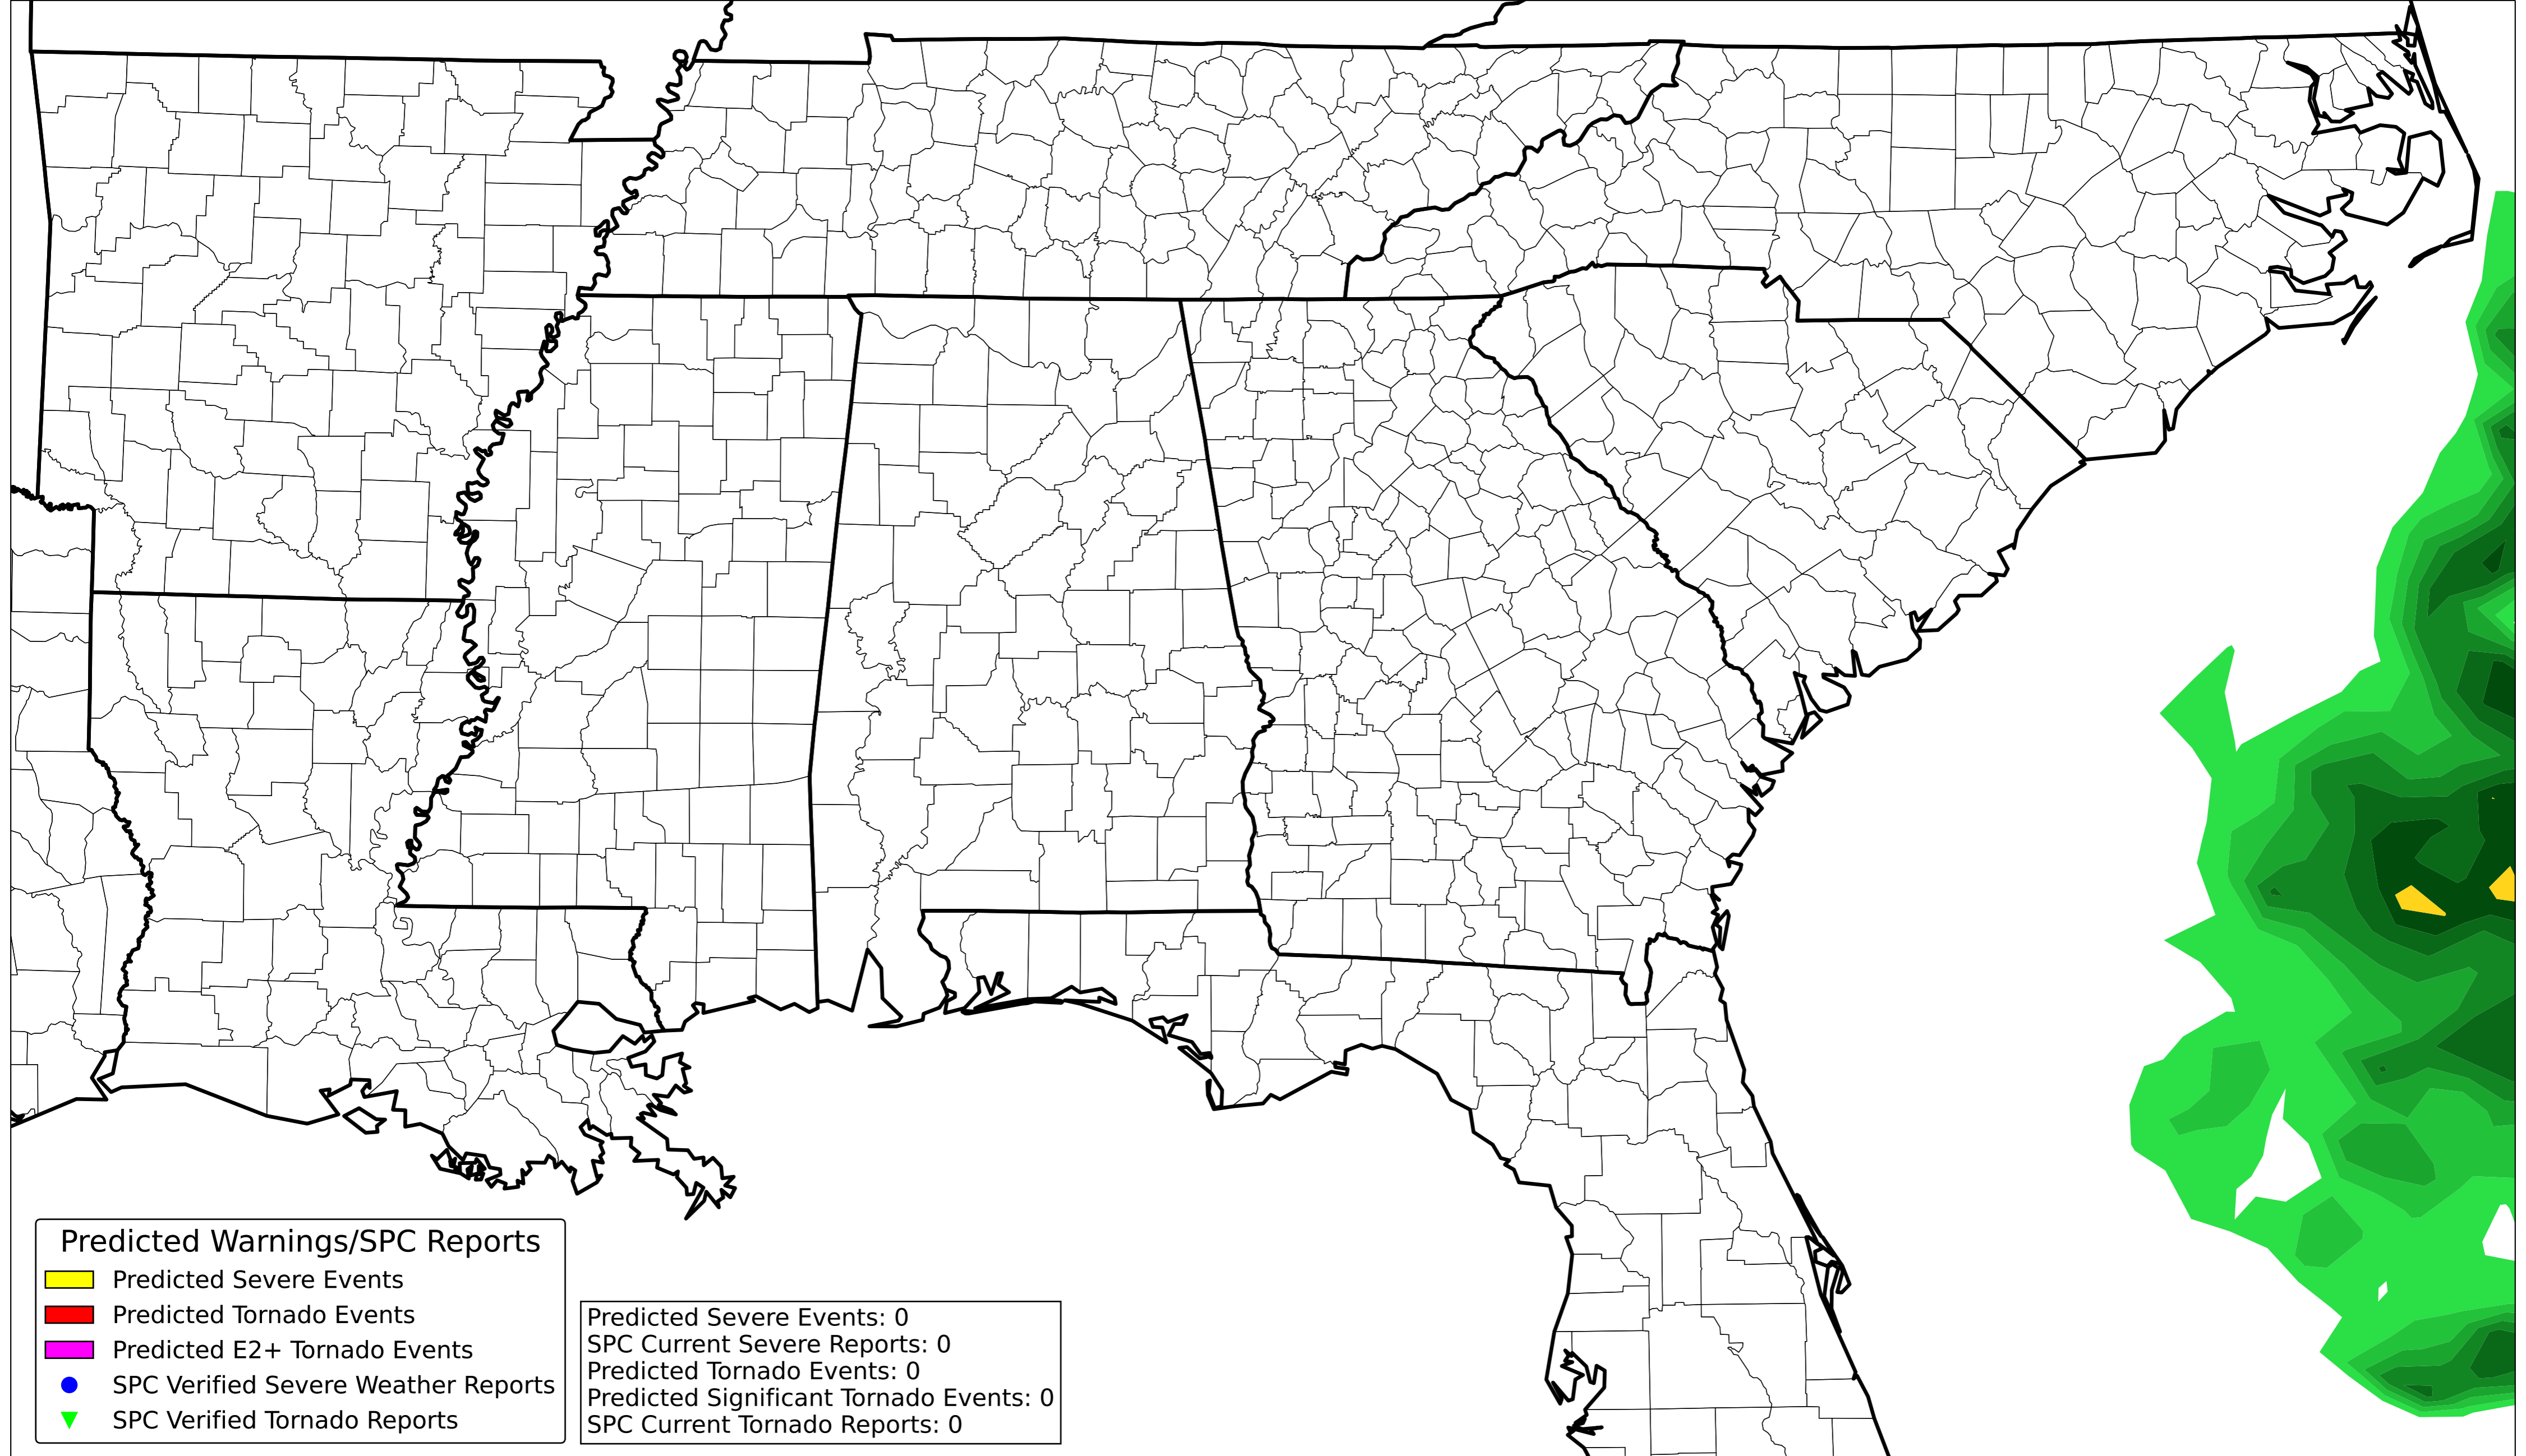 Predicted Warnings/SPC Reports
Predicted Severe Events
Predicted Tornado Events
Predicted E2+ Tornado Events
SPC Verified Severe Weather Reports
SPC Verified Tornado Reports
Predicted Severe Events: 0
SPC Current Severe Reports: 0
Predicted Tornado Events: 0
Predicted Significant Tornado Events: 0
SPC Current Tornado Reports: 0